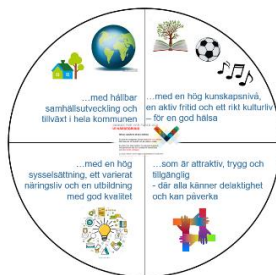 ...med hållbar
samhällsutveckling och
tillväxt i hela kommunen
...med en hög kunskapsnivå,
en aktiv fritid och ett rikt kulturliv
– för en god hälsa
...med en hög
sysselsättning, ett varierat
näringsliv och en utbildning
med god kvalitet
...som är attraktiv, trygg och
tillgänglig
- där alla känner delaktighet
och kan påverka